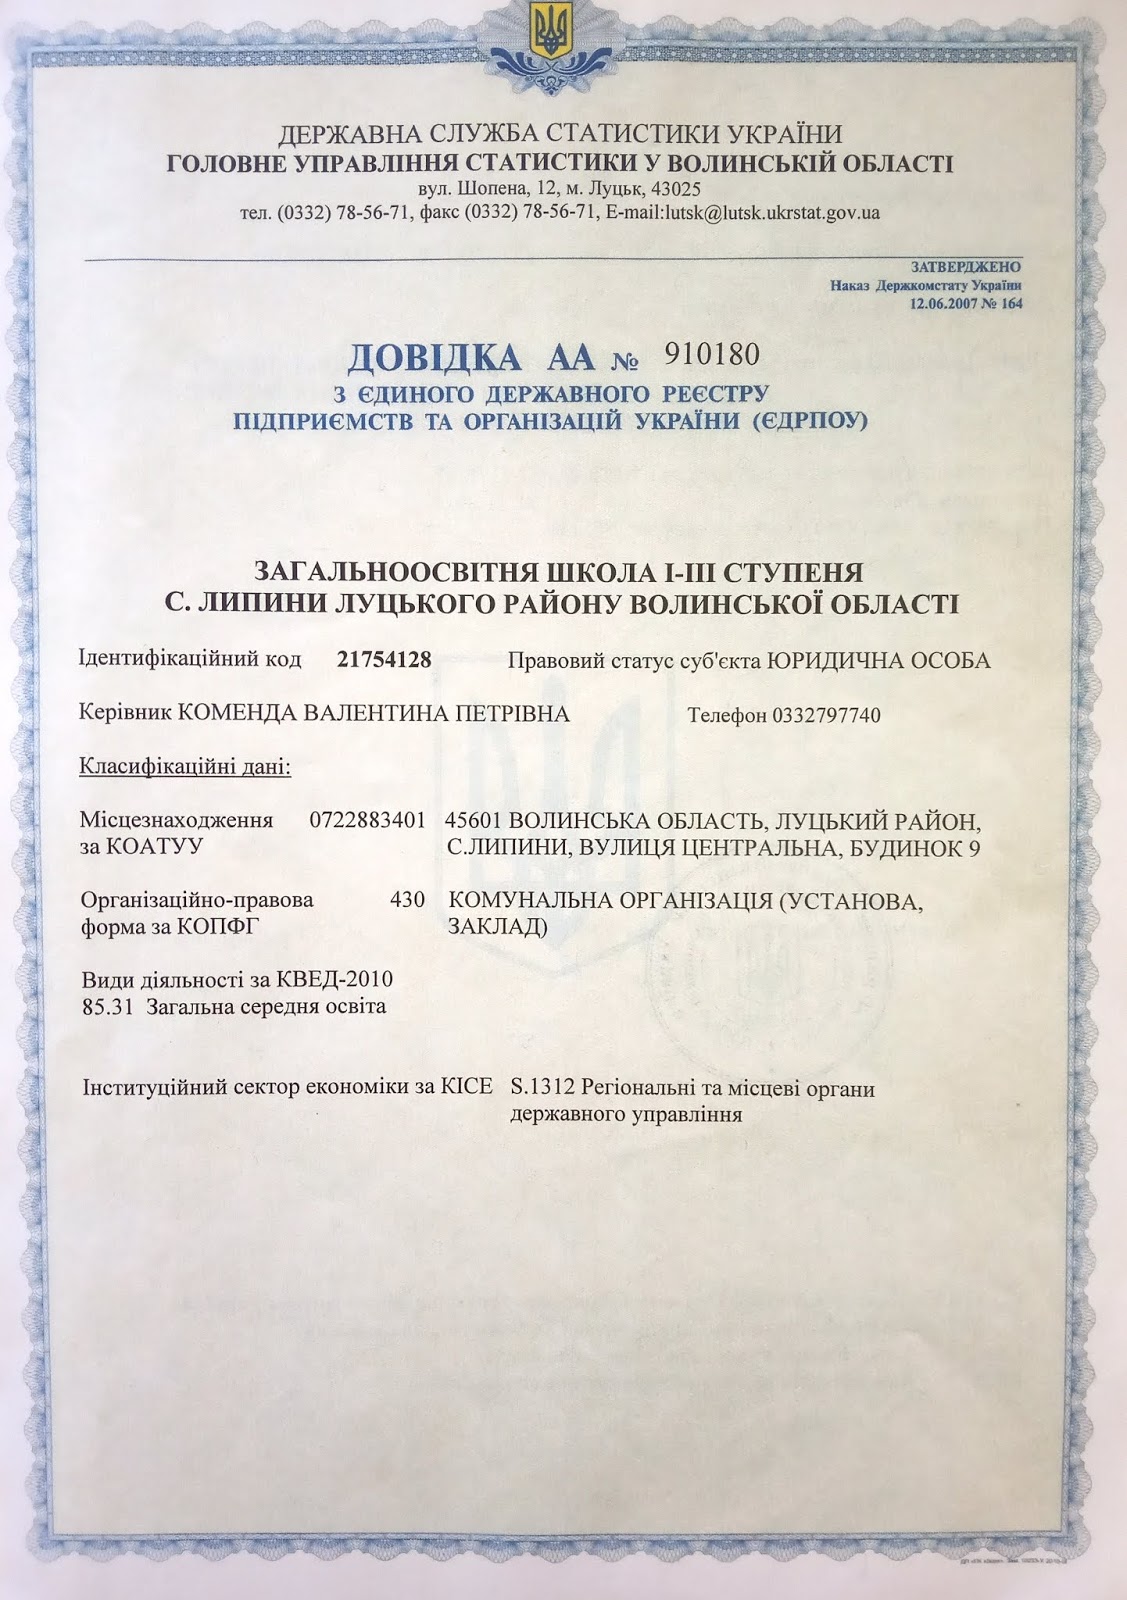 ДЕРЖАВНА СЛУЖБА СТАТИСТИКИ УКРАЇНИ
ГОЛОВНЕ УПРАВЛІННЯ СТАТИСТИКИ У ВОЛИНСЬКІЙ ОБЛАСТІ
вул. Шопена, 12, м. Луцьк, 43025
тел. (0332) 78-56-71, факс (0332) 78-56-71, E-mail:lutsk@lutsk.ukrstat.gov.ua
ЗАТВЕРДЖЕНО
Наказ Держкомстату України
12.06.2007 № 164
ДОВІДКА АА № 910180
З ЄДИНОГО ДЕРЖАВНОГО РЕЄСТРУ
ПІДПРИЄМСТВ ТА ОРГАНІЗАЦІЙ УКРАЇНИ (ЄДРПОУ)
ЗАГАЛЬНООСВІТНЯ ШКОЛА І-ІІІ СТУПЕНЯ
С. ЛИПИНИ ЛУЦЬКОГО РАЙОНУ ВОЛИНСЬКОЇ ОБЛАСТІ
Ідентифікаційний код 21754128 Правовий статус суб'єкта ЮРИДИЧНА ОСОБА
Керівник КОМЕНДА ВАЛЕНТИНА ПЕТРІВНА Телефон 0332797740
Класифікаційні дані:
Місцезнаходження 0722883401 45601 ВОЛИНСЬКА ОБЛАСТЬ, ЛУЦЬКИЙ РАЙОН,
за КОАТУУ С.ЛИПИНИ, ВУЛИЦЯ ЦЕНТРАЛЬНА, БУДИНОК 9
Організаційно-правова 430 КОМУНАЛЬНА ОРГАНІЗАЦІЯ (УСТАНОВА,
форма за КОПФГ ЗАКЛАД)
Види діяльності за КВЕД-2010
85.31 Загальна середня освіта
Інституційний сектор економіки за КІСЕ S.1312 Регіональні та місцеві органи
державного управління